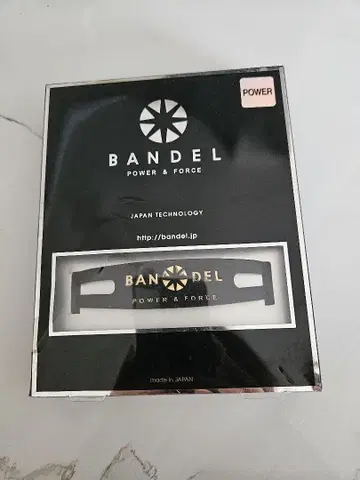 POWER
BANDEL
POWER & FORCE
JAPAN TECHNOLOGY
http://bandel.jp
BANDEL
POWER & FORCE
made in JAPAN